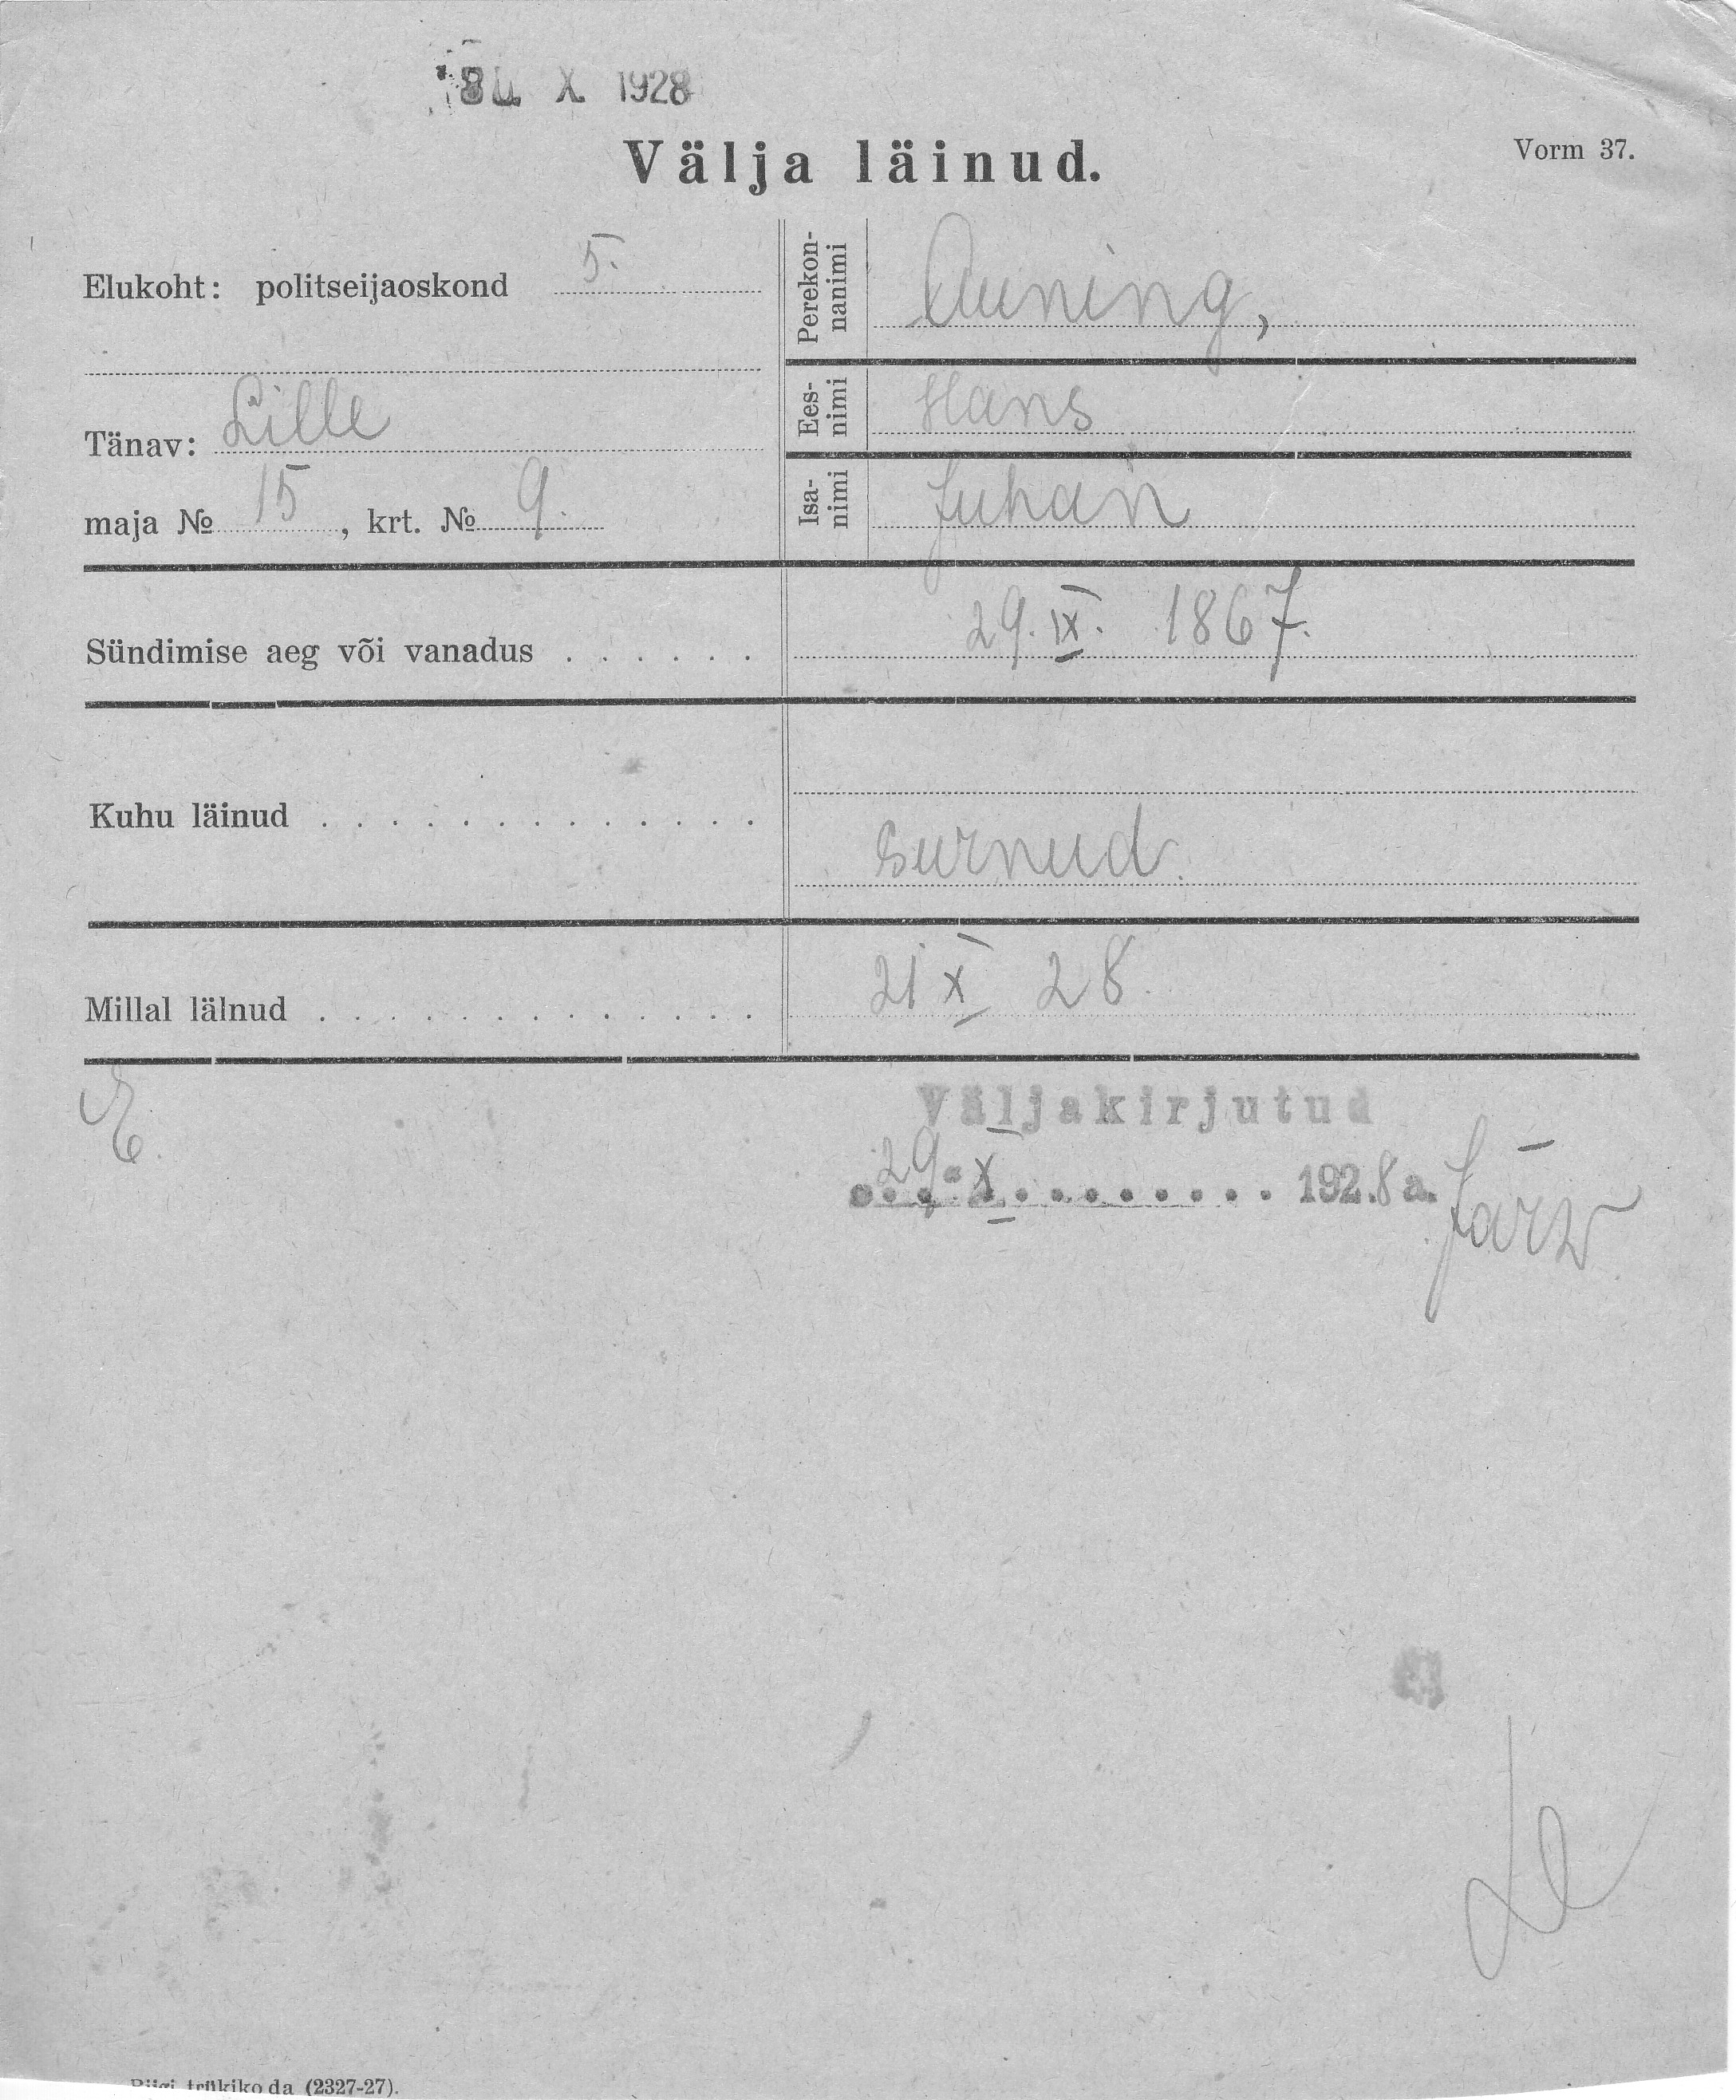 X 1928
Välja läinud.
Vorm 37.
Elukoht: politseijaoskond 5.
Tänav: Lille
maja № 15, krt. № 9.
Perekon-
nanimi
Auning,
Ees-
nimi
Hans
Isa-
nimi
Juhan
Sündimise aeg või vanadus . . . . . . 29. IX. 1867.
Kuhu läinud . . . . . . . . . . . . . .
surnud.
Millal lälnud . . . . . . . . . . . . . . 21 X 28.
Väljakirjutud
29. X . . . . . . . . 1928 a. Järw
Riigi trükikoda (2327-27).